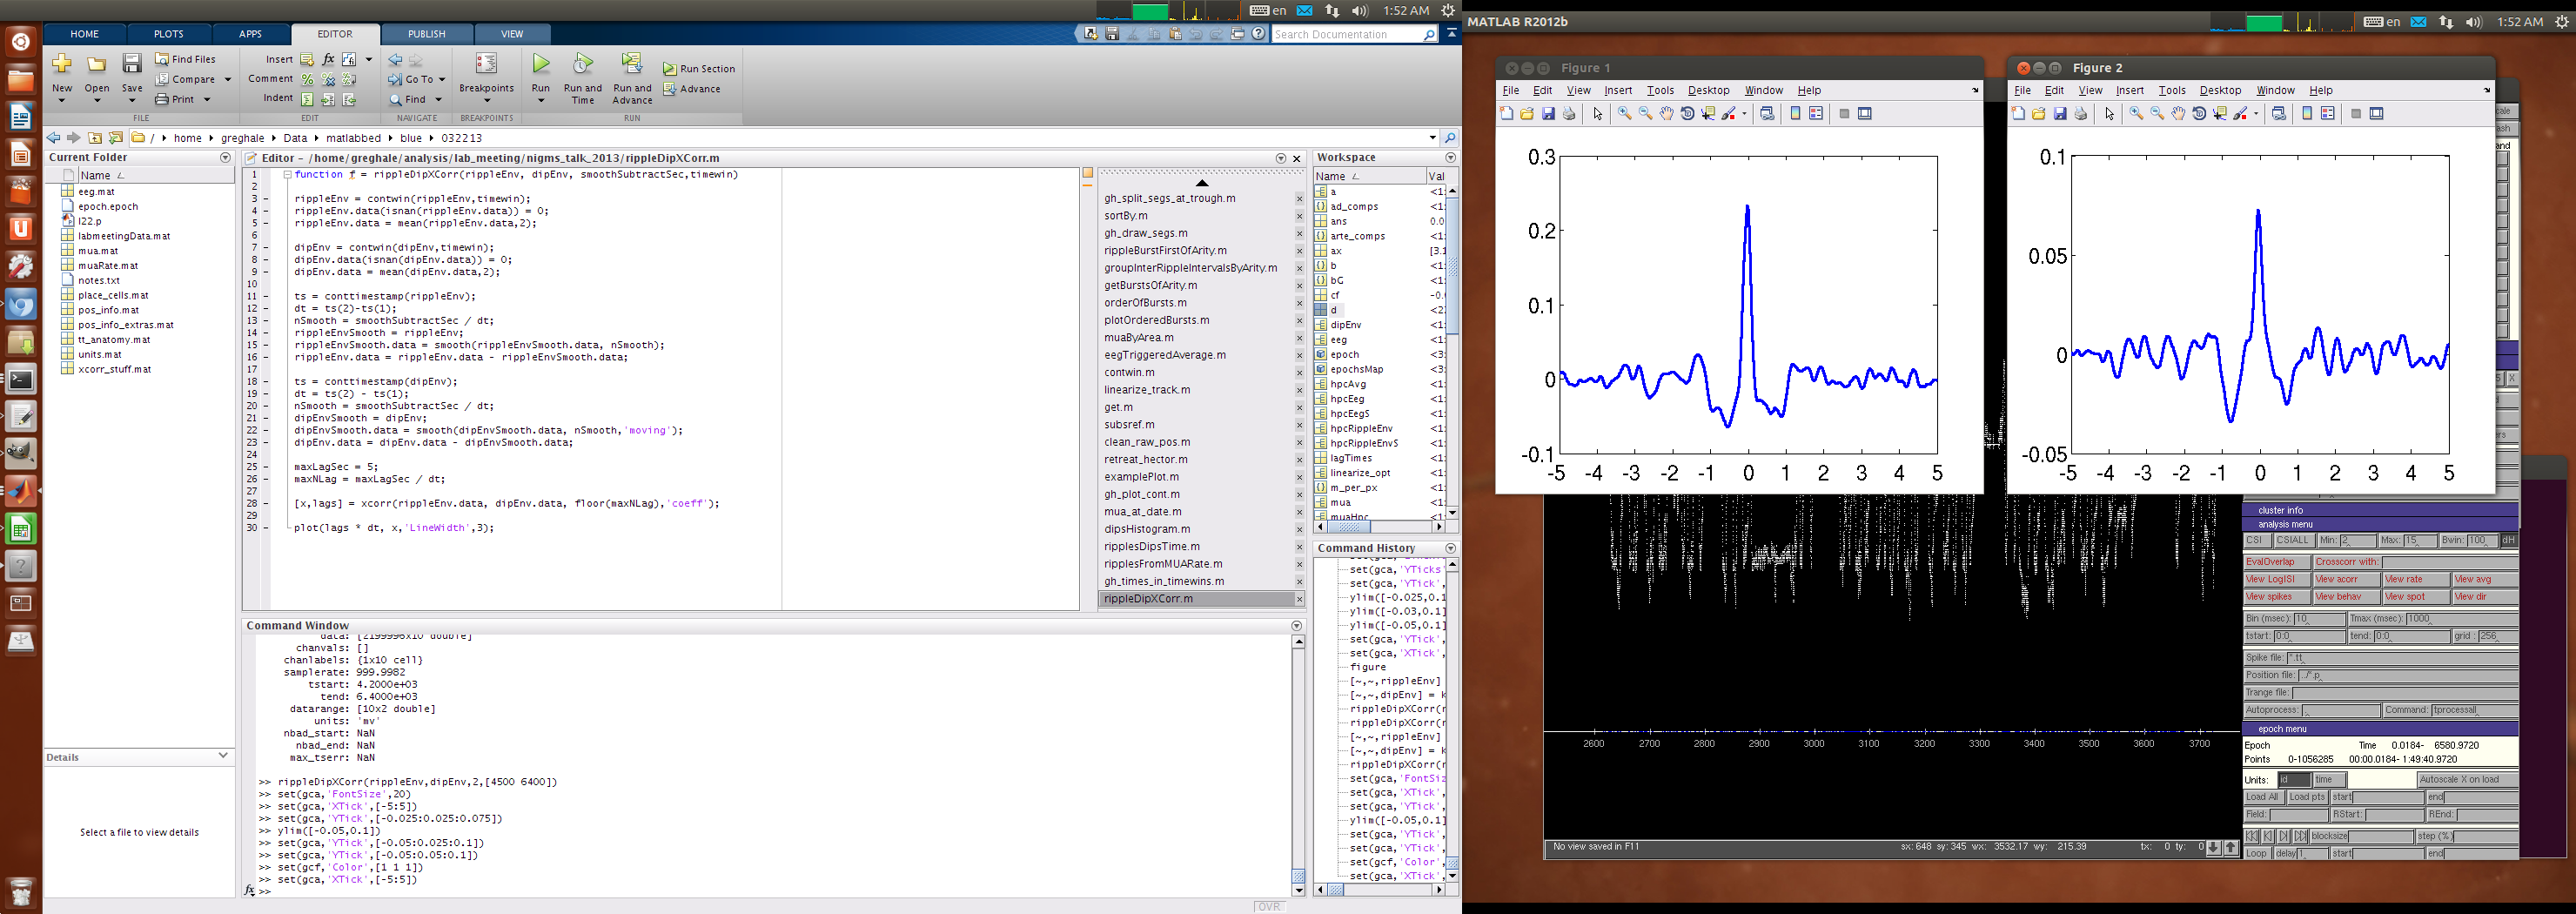 en 1:52 AM
HOME PLOTS APPS EDITOR PUBLISH VIEW
Search Documentation
New Open Save
Find Files
Compare
Print
FILE
Insert fx
Comment
Indent
EDIT
Go To
Find
NAVIGATE
Breakpoints
BREAKPOINTS
Run Run and Time Run and Advance
Run Section
Advance
RUN
/ home greghale Data matlabbed blue 032213
Current Folder
Name
eeg.mat
epoch.epoch
l22.p
labmeetingData.mat
mua.mat
muaRate.mat
notes.txt
place_cells.mat
pos_info.mat
pos_info_extras.mat
tt_anatomy.mat
units.mat
xcorr_stuff.mat
Details
Select a file to view details
Editor - /home/greghale/analysis/lab_meeting/nigms_talk_2013/rippleDipXCorr.m
1 function f = rippleDipXCorr(rippleEnv, dipEnv, smoothSubtractSec,timewin)
2
3 - rippleEnv = contwin(rippleEnv,timewin);
4 - rippleEnv.data(isnan(rippleEnv.data)) = 0;
5 - rippleEnv.data = mean(rippleEnv.data,2);
6
7 - dipEnv = contwin(dipEnv,timewin);
8 - dipEnv.data(isnan(dipEnv.data)) = 0;
9 - dipEnv.data = mean(dipEnv.data,2);
10
11 - ts = conttimestamp(rippleEnv);
12 - dt = ts(2)-ts(1);
13 - nSmooth = smoothSubtractSec / dt;
14 - rippleEnvSmooth = rippleEnv;
15 - rippleEnvSmooth.data = smooth(rippleEnvSmooth.data, nSmooth);
16 - rippleEnv.data = rippleEnv.data - rippleEnvSmooth.data;
17
18 - ts = conttimestamp(dipEnv);
19 - dt = ts(2) - ts(1);
20 - nSmooth = smoothSubtractSec / dt;
21 - dipEnvSmooth = dipEnv;
22 - dipEnvSmooth.data = smooth(dipEnvSmooth.data, nSmooth,'moving');
23 - dipEnv.data = dipEnv.data - dipEnvSmooth.data;
24
25 - maxLagSec = 5;
26 - maxNLag = maxLagSec / dt;
27
28 - [x,lags] = xcorr(rippleEnv.data, dipEnv.data, floor(maxNLag),'coeff');
29
30 - plot(lags * dt, x,'LineWidth',3);
gh_split_segs_at_trough.m
sortBy.m
gh_draw_segs.m
rippleBurstFirstOfArity.m
groupInterRippleIntervalsByArity.m
getBurstsOfArity.m
orderOfBursts.m
plotOrderedBursts.m
muaByArea.m
eegTriggeredAverage.m
contwin.m
linearize_track.m
get.m
subsref.m
clean_raw_pos.m
retreat_hector.m
examplePlot.m
gh_plot_cont.m
mua_at_date.m
dipsHistogram.m
ripplesDipsTime.m
ripplesFromMUARate.m
gh_times_in_timewins.m
rippleDipXCorr.m
Command Window
data: [2199996x10 double]
chanvals: []
chanlabels: {1x10 cell}
samplerate: 999.9982
tstart: 4.2000e+03
tend: 6.4000e+03
datarange: [10x2 double]
units: 'mv'
nbad_start: NaN
nbad_end: NaN
max_tserr: NaN
>> rippleDipXCorr(rippleEnv,dipEnv,2,[4500 6400])
>> set(gca,'FontSize',20)
>> set(gca,'XTick',[-5:5])
>> set(gca,'YTick',[-0.025:0.025:0.075])
>> ylim([-0.05,0.1])
>> set(gca,'YTick',[-0.05:0.025:0.1])
>> set(gca,'YTick',[-0.05:0.05:0.1])
>> set(gcf,'Color',[1 1 1])
>> set(gca,'XTick',[-5:5])
fx >>
OVR
Workspace
Name Val
a <1:
ad_comps <1:
ans 0.0
arte_comps <1:
ax [3.1
b <1:
bG <1:
cf -0.
d <2:
dipEnv <1:
eeg <1:
epoch <3:
epochsMap <3:
hpcAvg <1:
hpcEeg <1:
hpcEegS <1:
hpcRippleEnv <1:
hpcRippleEnvS <1:
lagTimes <1:
linearize_opt <1:
m_per_px <1:
mua <1:
muaHpc
Command History
set(gca,'YTicks'
set(gca,'YTick',
ylim([-0.025,0.1
ylim([-0.03,0.1]
ylim([-0.05,0.1]
set(gca,'YTick',
set(gca,'XTick',
figure
[~,~,rippleEnv]
[~,~,dipEnv] = k
rippleDipXCorr(r
rippleDipXCorr(r
[~,~,rippleEnv]
[~,~,dipEnv] = k
rippleDipXCorr(r
set(gca,'FontSiz
set(gca,'XTick',
set(gca,'YTick',
ylim([-0.05,0.1]
set(gca,'YTick',
set(gca,'YTick',
set(gcf,'Color',
set(gca,'XTick',
MATLAB R2012b
en 1:52 AM
Figure 1
File Edit View Insert Tools Desktop Window Help
0.3
0.2
0.1
0
-0.1
-5 -4 -3 -2 -1 0 1 2 3 4 5
Figure 2
File Edit View Insert Tools Desktop Window Help
0.1
0.05
0
-0.05
-5 -4 -3 -2 -1 0 1 2 3 4 5
2600 2700 2800 2900 3000 3100 3200 3300 3400 3500 3600 3700
No view saved in F11 sx: 648 sy: 345 wx: 3532.17 wy: 215.39 tx: 0 ty: 0
cluster info
analysis menu
CSI CSIALL Min: 2 Max: 15 Bwin: 100 dH
EvalOverlap Crosscorr with:
View LogISI View acorr View rate View avg
View spikes View behav View spot View dir
Bin (msec): 10 Tmax (msec): 1000
tstart: 0:0 tend: 0:0 grid : 256
Spike file: *.tt
Position file: ../*.p
Trange file:
Autoprocess: Command: tprocessall
epoch menu
Epoch Time 0.0184- 6580.9720
Points 0-1056285 00:00.0184- 1:49:40.9720
Units: id time Autoscale X on load
Load All Load pts start end
Field: RStart: REnd:
blocksize step (%)
Loop delay 1 start end